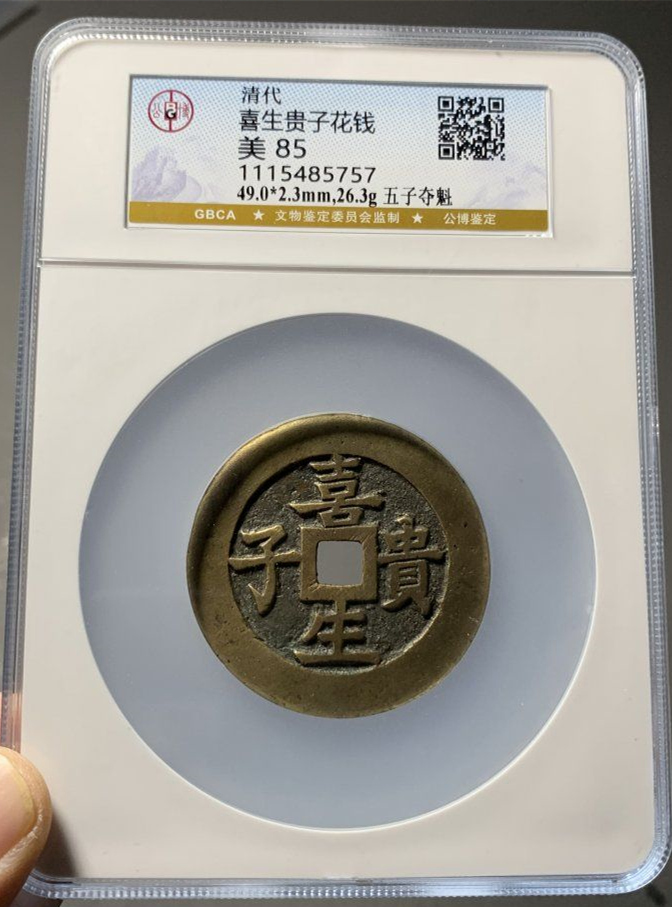 公 G 博
清代
喜生贵子花钱
美 85
1115485757
49.0*2.3mm,26.3g 五子夺魁
GBCA ★ 文物鉴定委员会监制 ★ 公博鉴定
喜
子 貴
生